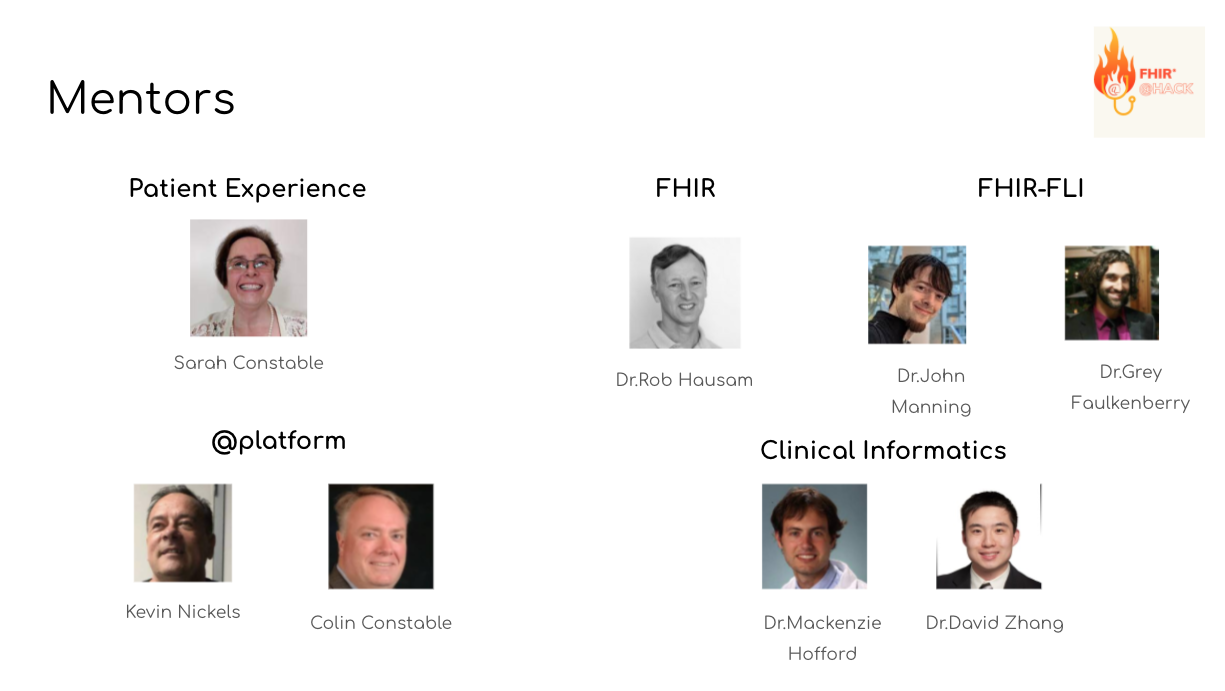 Mentors
FHIR®
@HACK
Patient Experience
Sarah Constable
FHIR
Dr.Rob Hausam
FHIR-FLI
Dr.John
Manning
Dr.Grey
Faulkenberry
@platform
Kevin Nickels
Colin Constable
Clinical Informatics
Dr.Mackenzie
Hofford
Dr.David Zhang